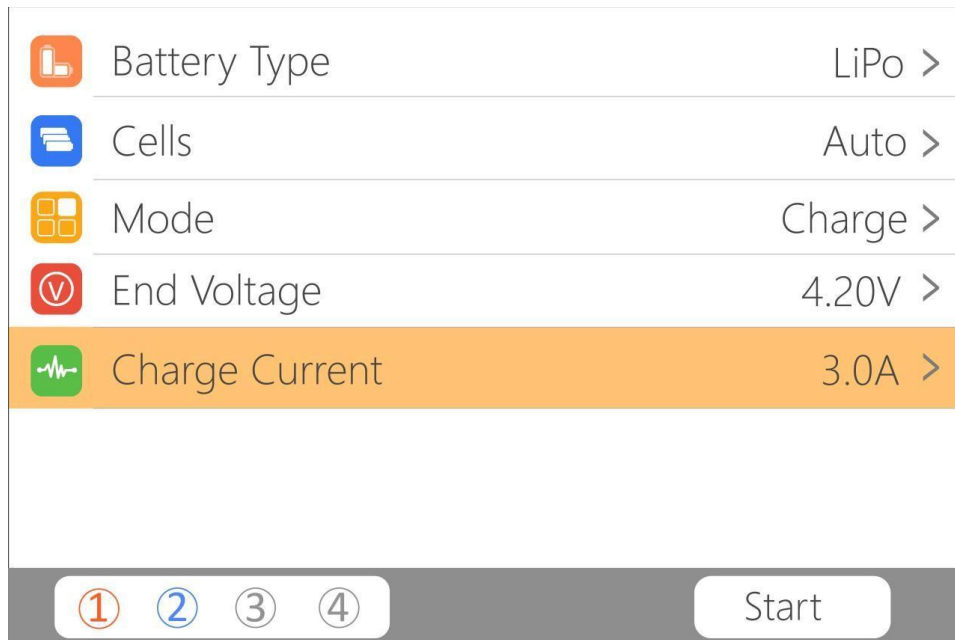 Battery Type LiPo >
Cells Auto >
Mode Charge >
V End Voltage 4.20V >
Charge Current 3.0A >
① ② ③ ④ Start